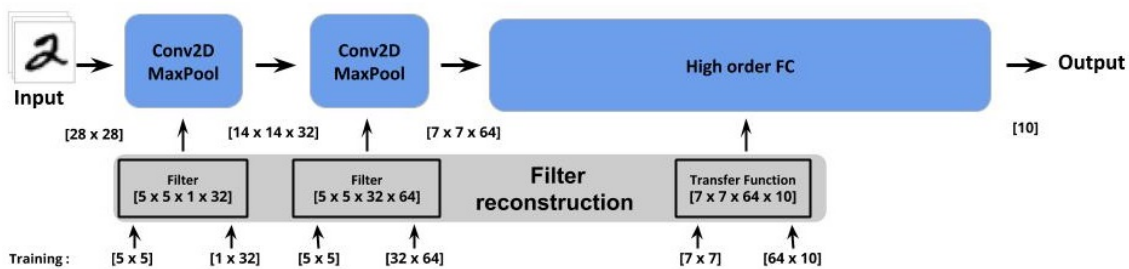 Input
Conv2D
MaxPool
Conv2D
MaxPool
High order FC
Output
[28 x 28]
[14 x 14 x 32]
[7 x 7 x 64]
[10]
Filter
[5 x 5 x 1 x 32]
Filter
[5 x 5 x 32 x 64]
Filter
reconstruction
Transfer Function
[7 x 7 x 64 x 10]
Training :
[5 x 5]
[1 x 32]
[5 x 5]
[32 x 64]
[7 x 7]
[64 x 10]
2